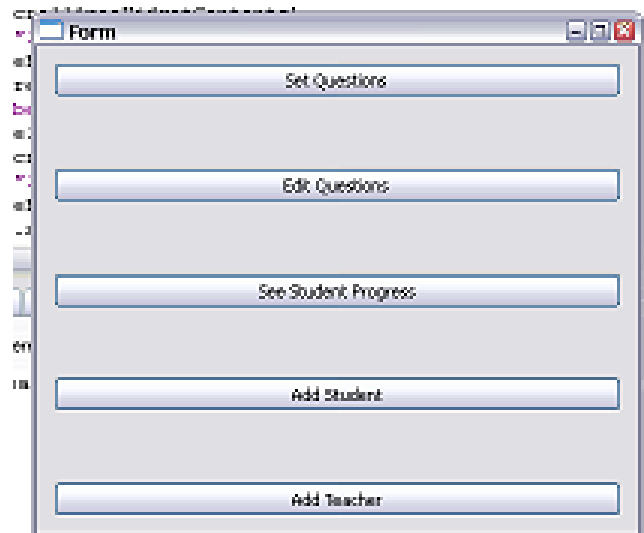 Form
Set Questions
Edit Questions
See Student Progress
Add Student
Add Teacher